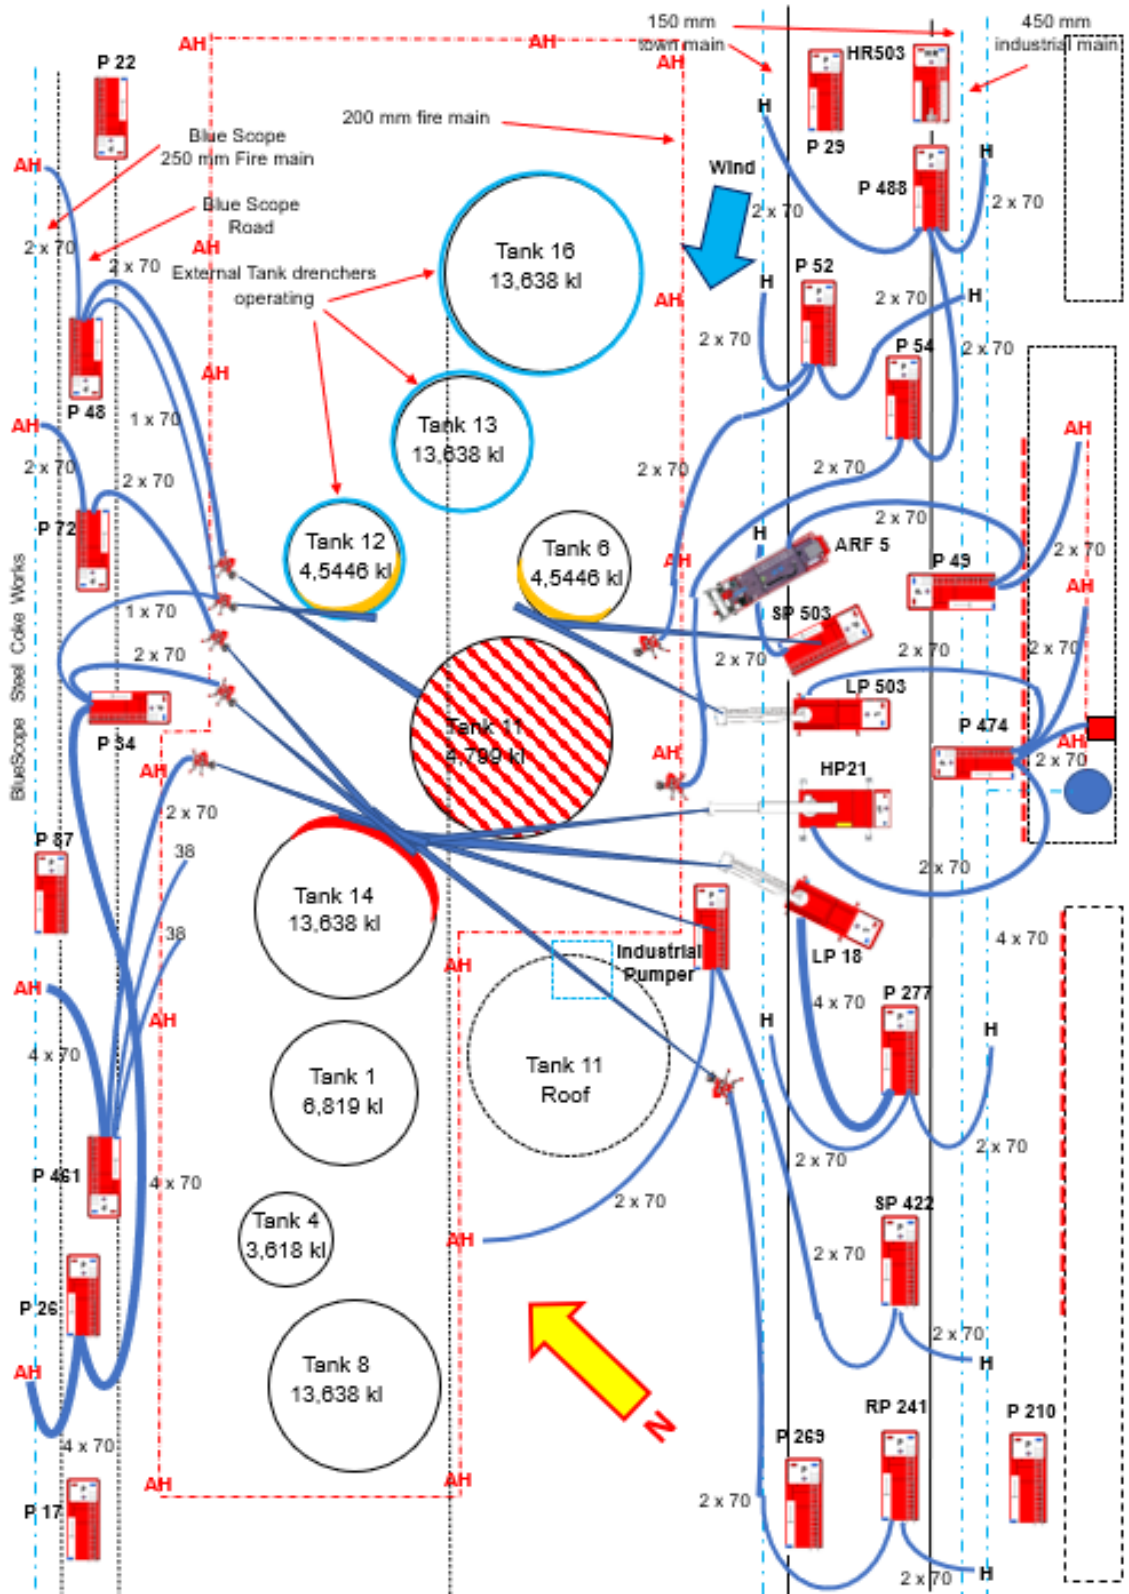 150 mm
town main
450 mm
industrial main
P 22
AH
AH
AH
P 29
HR503
200 mm fire main
Blue Scope
250 mm Fire main
H
AH
Wind
P 488
H
Blue Scope
Road
2 x 70
2 x 70
2 x 70
AH
2 x 70
External Tank drenchers
operating
Tank 16
13,638 kl
P 52
H
AH
2 x 70
H
2 x 70
P 54
2 x 70
AH
P 48
1 x 70
Tank 13
13,638 kl
AH
AH
2 x 70
2 x 70
2 x 70
2 x 70
P 72
Tank 12
4,5446 kl
Tank 6
4,5446 kl
H
2 x 70
ARF 5
AH
P 49
2 x 70
AH
BlueScope Steel Coke Works
1 x 70
SP 503
2 x 70
2 x 70
2 x 70
2 x 70
LP 503
Tank 11
4,799 kl
P 34
P 474
AH
AH
AH
HP21
2 x 70
2 x 70
P 87
38
2 x 70
Tank 14
13,638 kl
38
4 x 70
Industrial
Pumper
LP 18
AH
AH
4 x 70
P 277
AH
H
H
4 x 70
Tank 11
Roof
Tank 1
6,819 kl
2 x 70
2 x 70
P 461
4 x 70
2 x 70
SP 422
Tank 4
3,618 kl
AH
2 x 70
P 26
2 x 70
H
AH
Tank 8
13,638 kl
N
RP 241
P 210
P 269
4 x 70
AH
AH
P 17
2 x 70
2 x 70
H